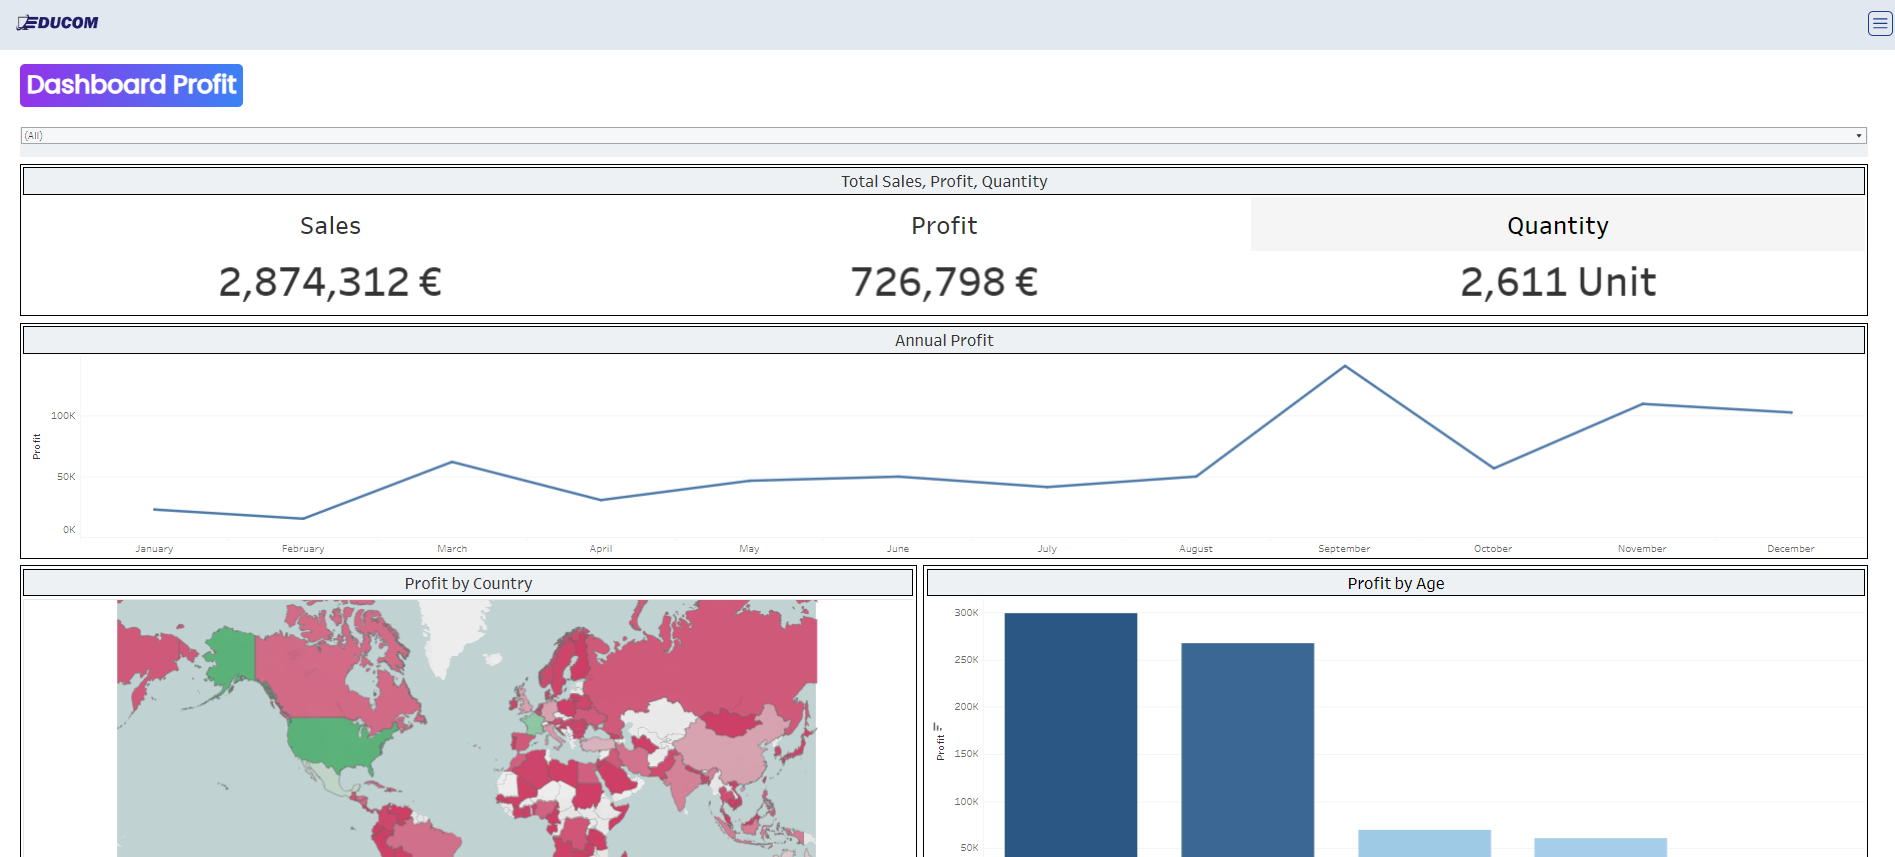 EDUCOM
Dashboard Profit
(All)
Total Sales, Profit, Quantity
Sales
Profit
Quantity
2,874,312 €
726,798 €
2,611 Unit
Annual Profit
100K
50K
0K
Profit
January
February
March
April
May
June
July
August
September
October
November
December
Profit by Country
Profit by Age
300K
250K
200K
150K
100K
50K
Profit